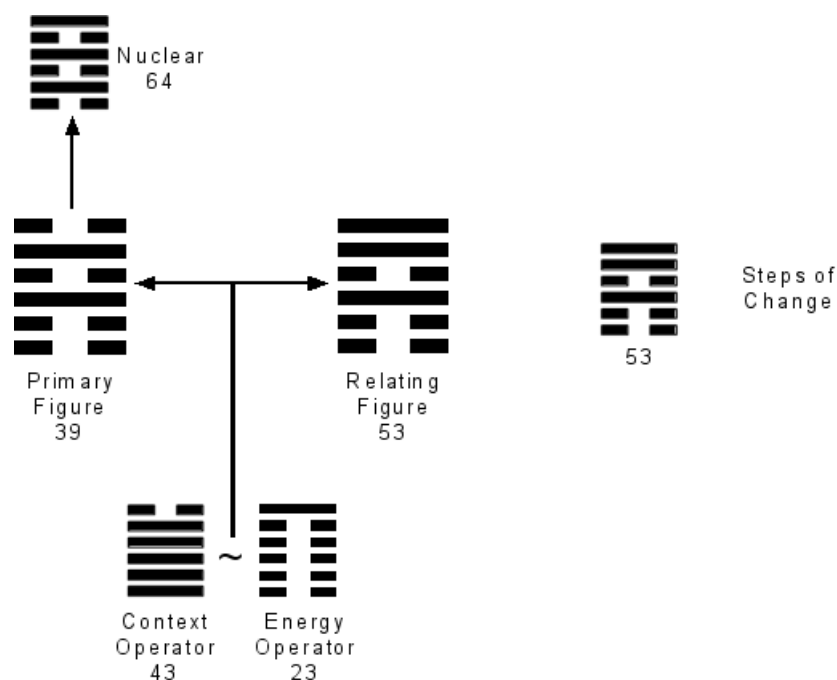 Nuclear
64
Primary
Figure
39
Relating
Figure
53
53
Steps of
Change
~
Context
Operator
43
Energy
Operator
23